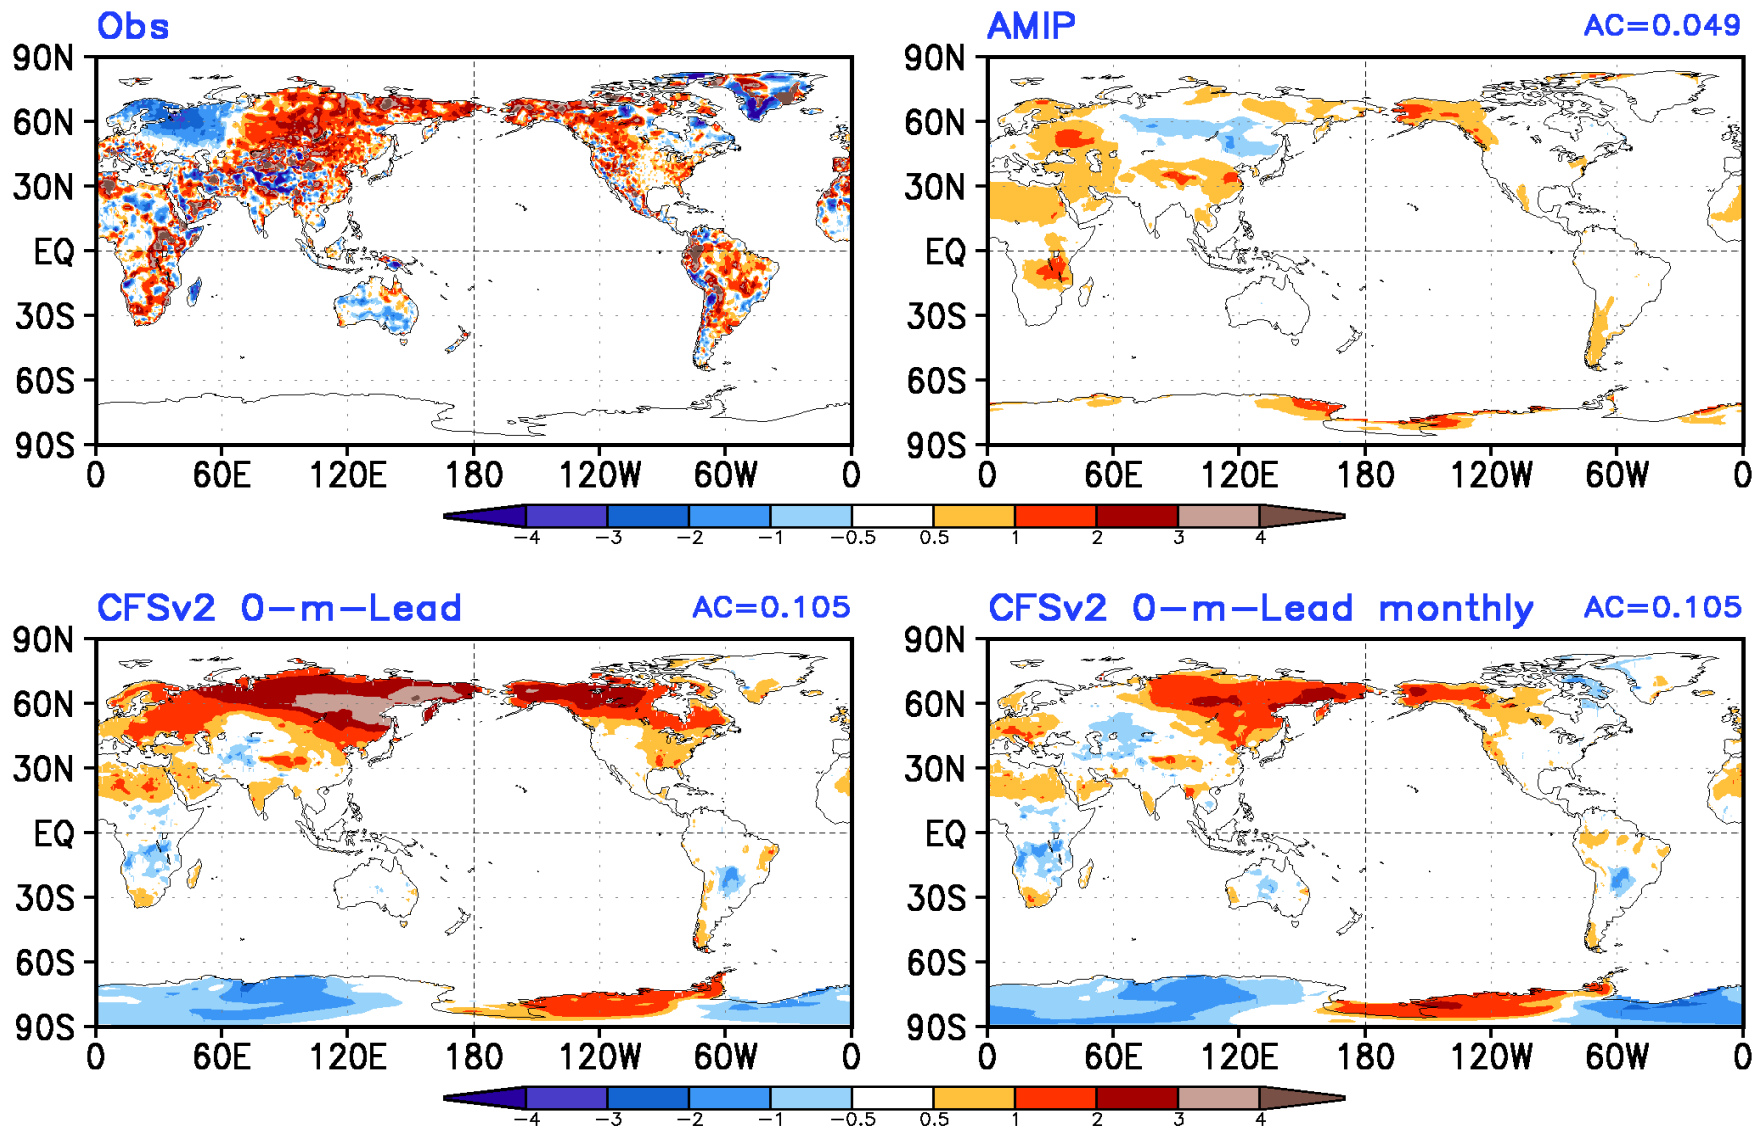 Obs
AMIP AC=0.049
90N 90N
60N 60N
30N 30N
EQ EQ
30S 30S
60S 60S
90S 90S
0 60E 120E 180 120W 60W 0 0 60E 120E 180 120W 60W 0
-4 -3 -2 -1 -0.5 0.5 1 2 3 4
CFSv2 0-m-Lead AC=0.105
CFSv2 0-m-Lead monthly AC=0.105
90N 90N
60N 60N
30N 30N
EQ EQ
30S 30S
60S 60S
90S 90S
0 60E 120E 180 120W 60W 0 0 60E 120E 180 120W 60W 0
-4 -3 -2 -1 -0.5 0.5 1 2 3 4